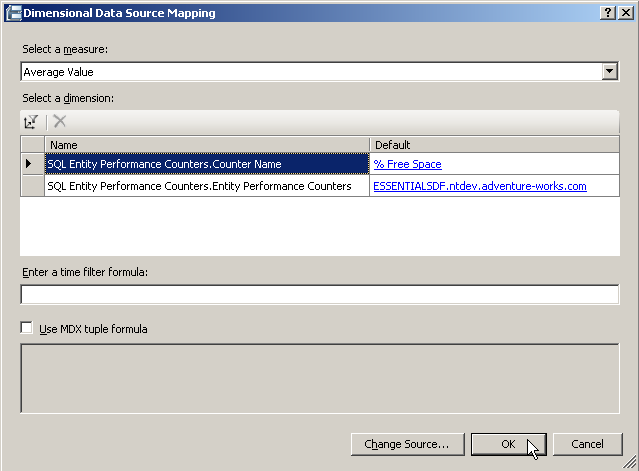 Dimensional Data Source Mapping
Select a measure:
Average Value
Select a dimension:
Name Default
SQL Entity Performance Counters.Counter Name % Free Space
SQL Entity Performance Counters.Entity Performance Counters ESSENTIALSDF.ntdev.adventure-works.com
Enter a time filter formula:
Use MDX tuple formula
Change Source... OK Cancel